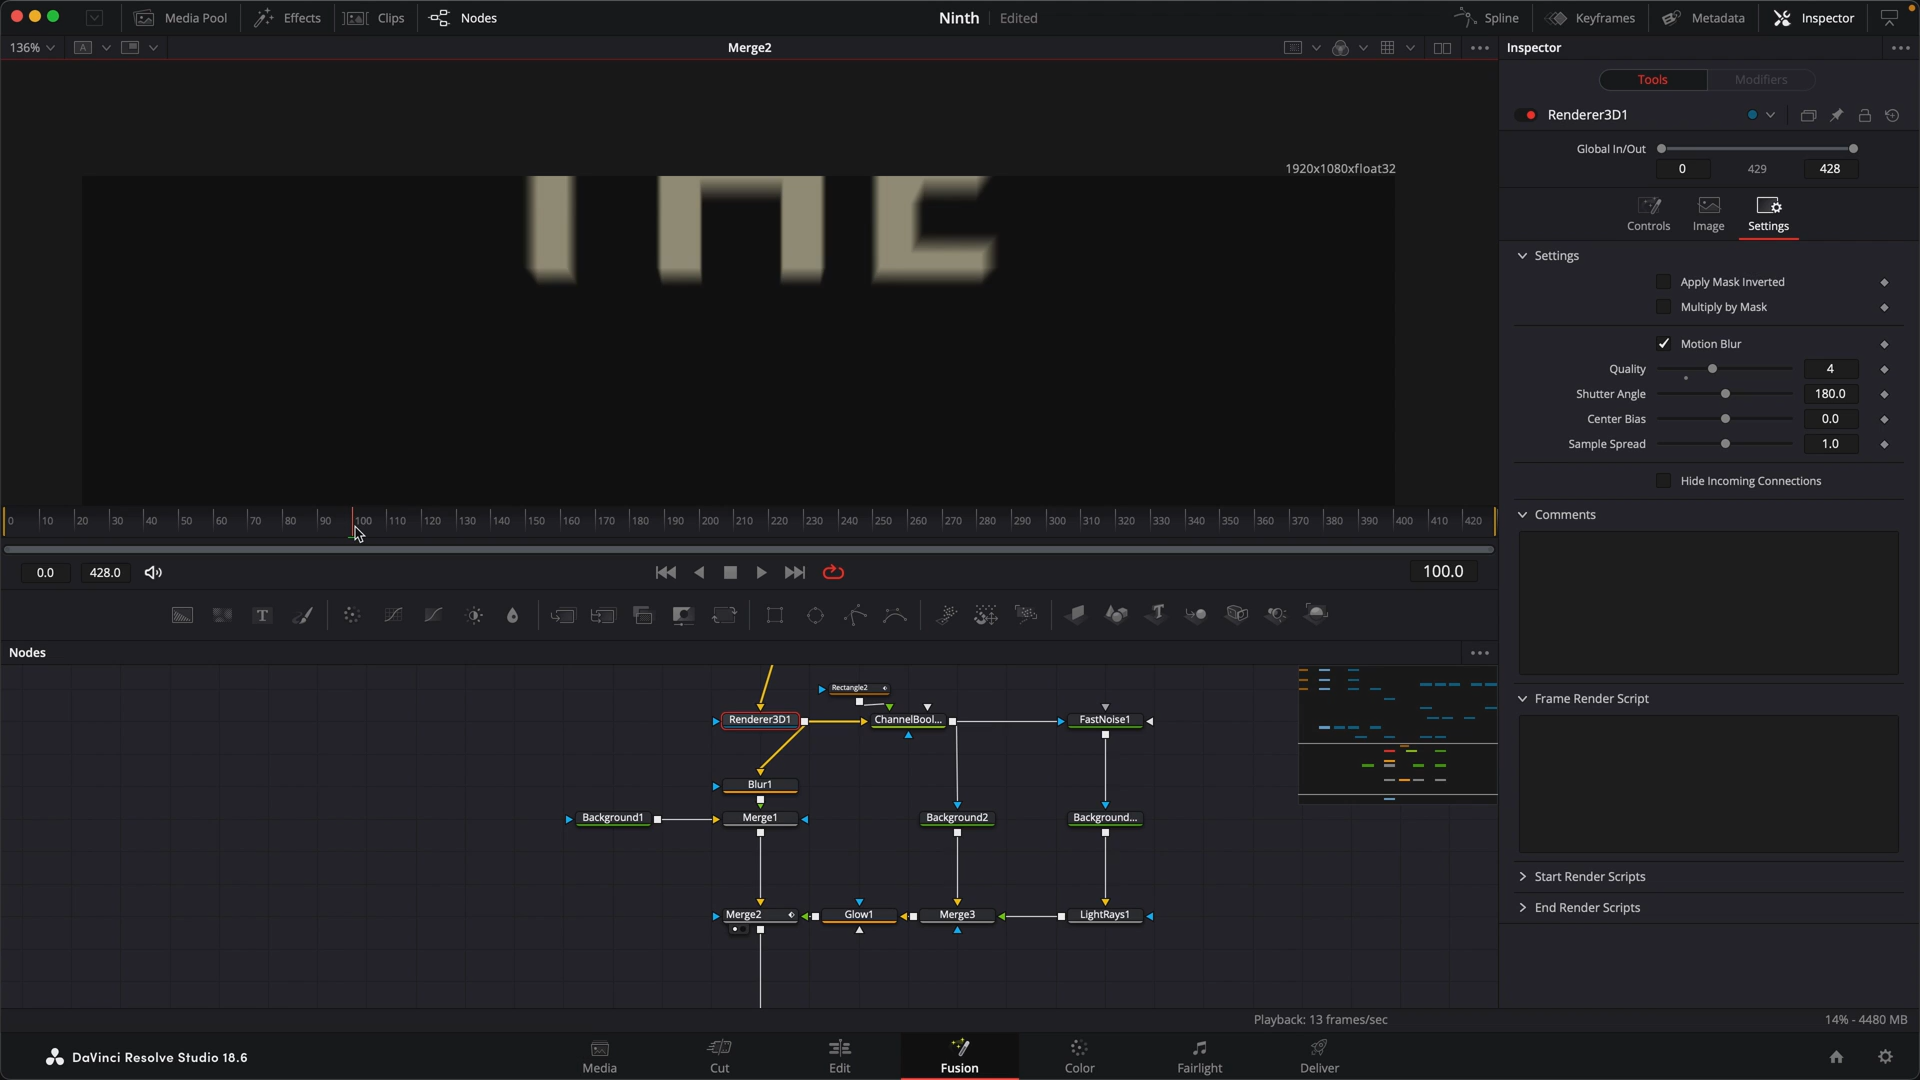 Media Pool
Effects
Clips
Nodes
Ninth
Edited
Spline
Keyframes
Metadata
Inspector
136%
A
Merge2
Inspector
Tools
Modifiers
Renderer3D1
Global In/Out
0
429
428
1920x1080xfloat32
THE
Controls
Image
Settings
Settings
Apply Mask Inverted
Multiply by Mask
Motion Blur
Quality
4
Shutter Angle
180.0
Center Bias
0.0
Sample Spread
1.0
Hide Incoming Connections
0 10 20 30 40 50 60 70 80 90 100 110 120 130 140 150 160 170 180 190 200 210 220 230 240 250 260 270 280 290 300 310 320 330 340 350 360 370 380 390 400 410 420
Comments
0.0
428.0
100.0
T
T
Nodes
Rectangle2
Renderer3D1
ChannelBool...
FastNoise1
Frame Render Script
Blur1
Background1
Merge1
Background2
Background...
Start Render Scripts
Merge2
Glow1
Merge3
LightRays1
End Render Scripts
Playback: 13 frames/sec
14% - 4480 MB
DaVinci Resolve Studio 18.6
Media
Cut
Edit
Fusion
Color
Fairlight
Deliver